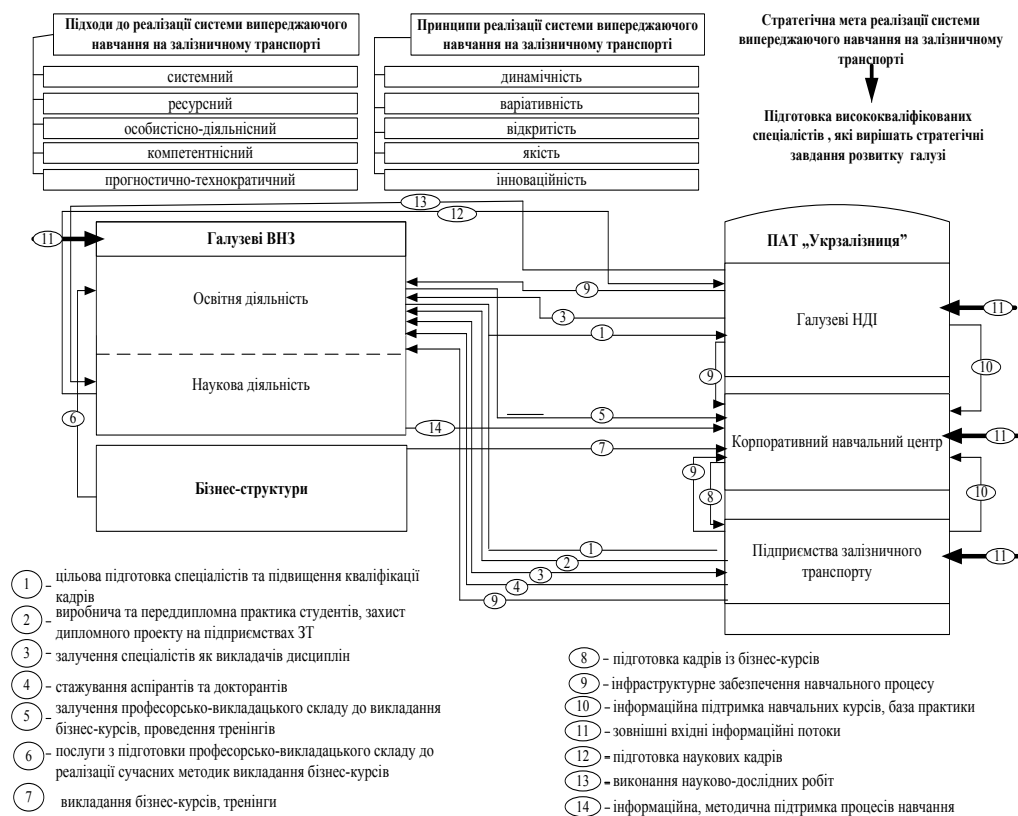 Підходи до реалізації системи випереджаючого
навчання на залізничному транспорті
системний
ресурсний
особистісно-діяльнісний
компетентнісний
прогностично-технократичний
Принципи реалізації системи випереджаючого
навчання на залізничному транспорті
динамічність
варіативність
відкритість
якість
інноваційність
Стратегічна мета реалізації системи
випереджаючого навчання на залізничному
транспорті
Підготовка висококваліфікованих
спеціалістів , які вирішать стратегічні
завдання розвитку галузі
13
12
11
Галузеві ВНЗ
Освітня діяльність
Наукова діяльність
6
Бізнес-структури
9
3
1
9
5
14
7
9
8
1
2
3
4
9
ПАТ „Укрзалізниця”
Галузеві НДІ
11
10
Корпоративний навчальний центр
11
10
Підприємства залізничного
транспорту
11
1 – цільова підготовка спеціалістів та підвищення кваліфікації
кадрів
2 – виробнича та переддипломна практика студентів, захист
дипломного проекту на підприємствах ЗТ
3 – залучення спеціалістів як викладачів дисциплін
4 – стажування аспірантів та докторантів
5 – залучення професорсько-викладацького складу до викладання
бізнес-курсів, проведення тренінгів
6 – послуги з підготовки професорсько-викладацького складу до
реалізації сучасних методик викладання бізнес-курсів
7 викладання бізнес-курсів, тренінги
8 – підготовка кадрів із бізнес-курсів
9 – інфраструктурне забезпечення навчального процесу
10 – інформаційна підтримка навчальних курсів, база практики
11 – зовнішні вхідні інформаційні потоки
12 – підготовка наукових кадрів
13 – виконання науково-дослідних робіт
14 – інформаційна, методична підтримка процесів навчання